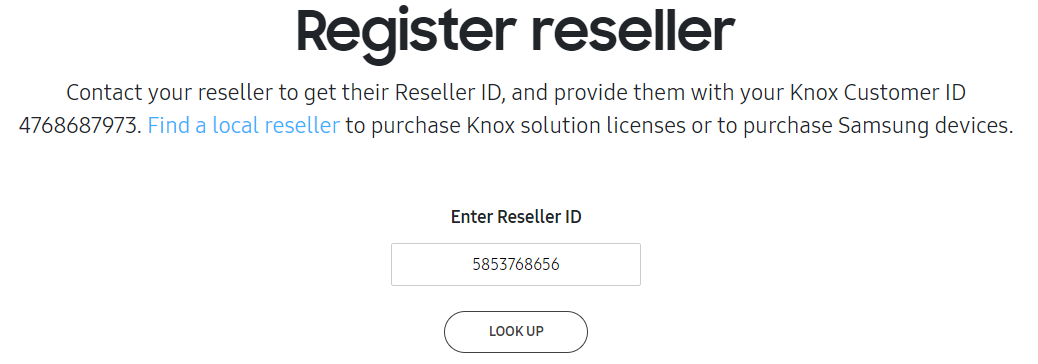 Register reseller
Contact your reseller to get their Reseller ID, and provide them with your Knox Customer ID
4768687973. Find a local reseller to purchase Knox solution licenses or to purchase Samsung devices.
Enter Reseller ID
5853768656
LOOK UP